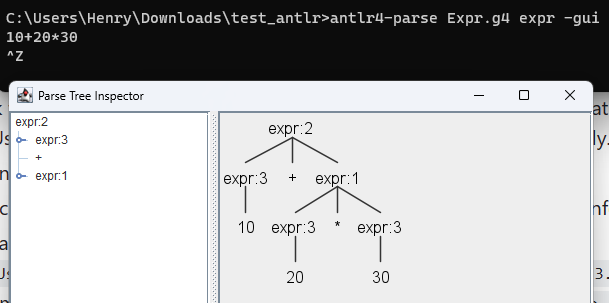 C:\Users\Henry\Downloads\test_antlr>antlr4-parse Expr.g4 expr -gui
10+20*30
^Z
Parse Tree Inspector
expr:2
expr:3
+
expr:1
expr:2
expr:3 + expr:1
10 expr:3 * expr:3
20 30